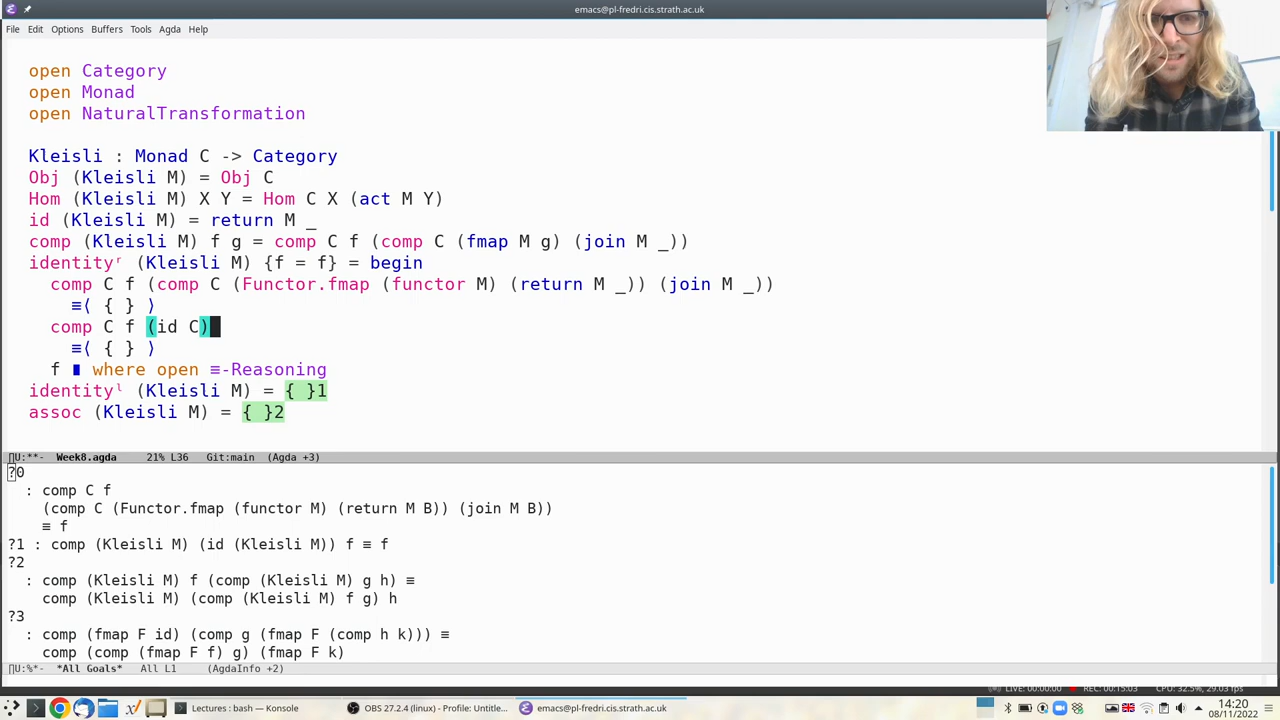 emacs@pl-fredri.cis.strath.ac.uk
File Edit Options Buffers Tools Agda Help
open Category
open Monad
open NaturalTransformation
Kleisli : Monad C -> Category
Obj (Kleisli M) = Obj C
Hom (Kleisli M) X Y = Hom C X (act M Y)
id (Kleisli M) = return M _
comp (Kleisli M) f g = comp C f (comp C (fmap M g) (join M _))
identityʳ (Kleisli M) {f = f} = begin
comp C f (comp C (Functor.fmap (functor M) (return M _)) (join M _))
≡⟨ { } ⟩
comp C f (id C)
≡⟨ { } ⟩
f ∎ where open ≡-Reasoning
identityˡ (Kleisli M) = { }1
assoc (Kleisli M) = { }2
U:**- Week8.agda 21% L36 Git:main (Agda +3)
?0
: comp C f
(comp C (Functor.fmap (functor M) (return M B)) (join M B))
≡ f
?1 : comp (Kleisli M) (id (Kleisli M)) f ≡ f
?2
: comp (Kleisli M) f (comp (Kleisli M) g h) ≡
comp (Kleisli M) (comp (Kleisli M) f g) h
?3
: comp (fmap F id) (comp g (fmap F (comp h k))) ≡
comp (comp (fmap F f) g) (fmap F k)
U:%*- *All Goals* All L1 (AgdaInfo +2)
LIVE: 00:00:00 REC: 00:15:03 CPU: 32.5%, 29.03 fps
Lectures : bash — Konsole OBS 27.2.4 (linux) - Profile: Untitle... emacs@pl-fredri.cis.strath.ac.uk 14:20
08/11/2022